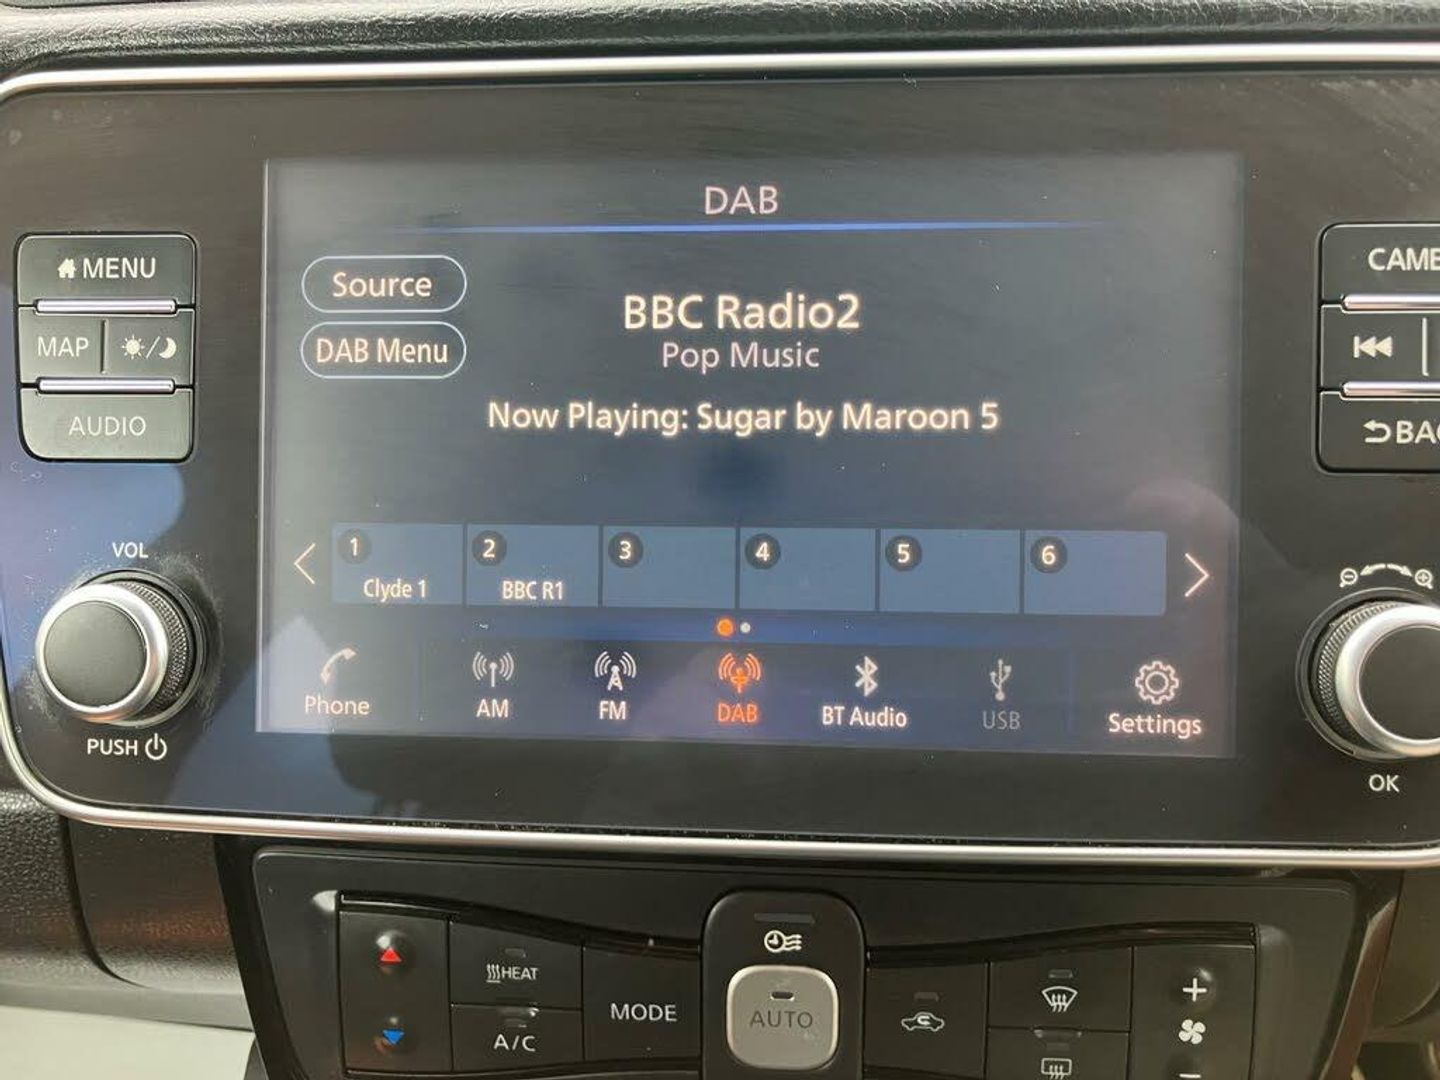 DAB
MENU
MAP
AUDIO
VOL
PUSH
Source
DAB Menu
BBC Radio2
Pop Music
Now Playing: Sugar by Maroon 5
1
Clyde 1
2
BBC R1
3
4
5
6
Phone
AM
FM
DAB
BT Audio
USB
Settings
CAME
BAC
OK
HEAT
A/C
MODE
AUTO